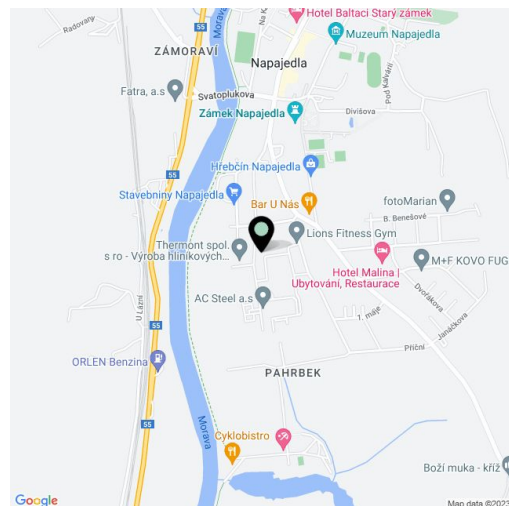 Radovany
Morava
Na K
Hotel Baltaci Starý zámek
Muzeum Napajedla
ZÁMORAVÍ
Napajedla
Pod Kalvárií
Fatra, a.s
Svatoplukova
Divišova
Zámek Napajedla
55
Hřebčín Napajedla
Stavebniny Napajedla
Bar U Nás
fotoMarian
B. Benešové
Lions Fitness Gym
Thermont spol.
s ro - Výroba hliníkových...
Hotel Malina |
Ubytování, Restaurace
M+F KOVO FUG
Dvořákova
AC Steel a.s
U Lázní
1. máje
Janáčkova
55
Příční
ORLEN Benzina
PAHRBEK
55
Morava
Cyklobistro
Boží muka - kříž
55
Google
Map data ©2023